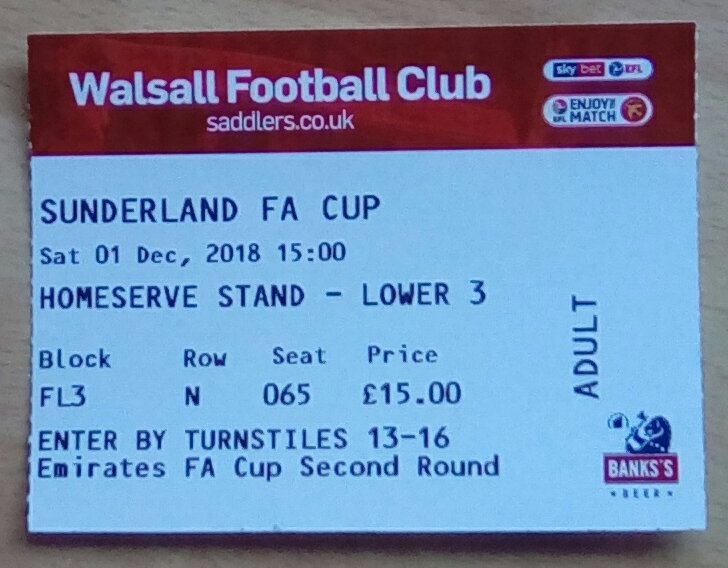 Walsall Football Club
saddlers.co.uk
sky bet EFL
EFL ENJOY THE MATCH
SUNDERLAND FA CUP
Sat 01 Dec, 2018 15:00
HOMESERVE STAND - LOWER 3
Block Row Seat Price
FL3 N 065 £15.00
ENTER BY TURNSTILES 13-16
Emirates FA Cup Second Round
ADULT
BANKS'S
BEER